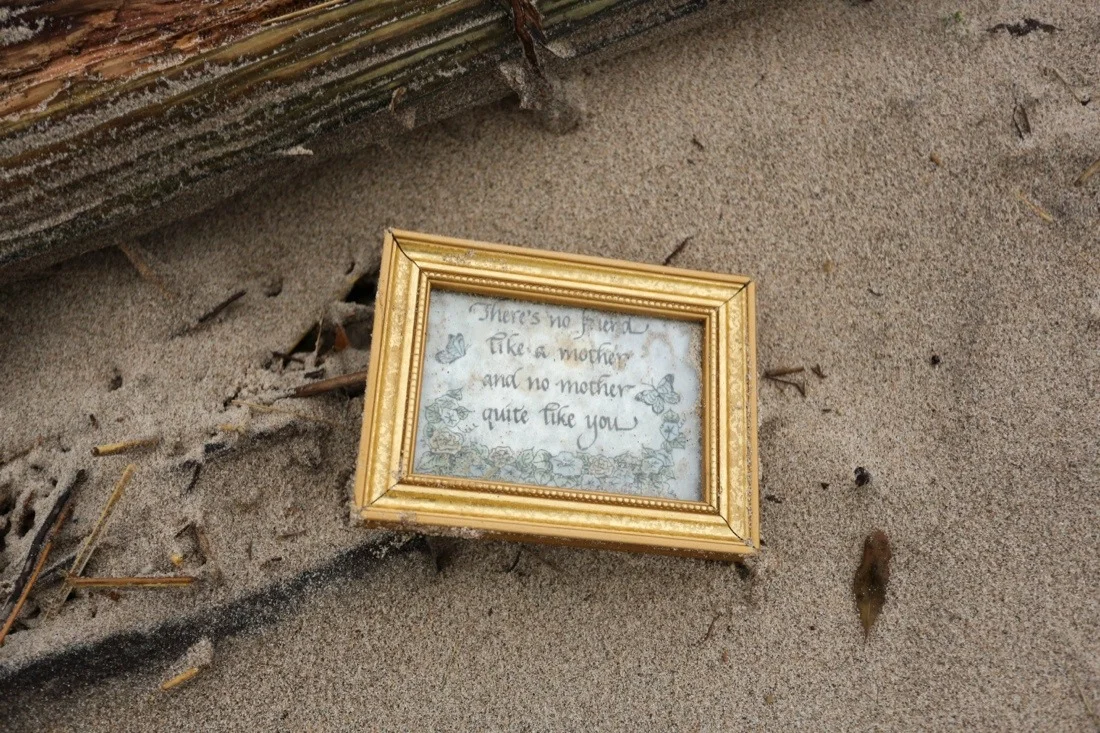 There's no friend
like a mother
and no mother
quite like you